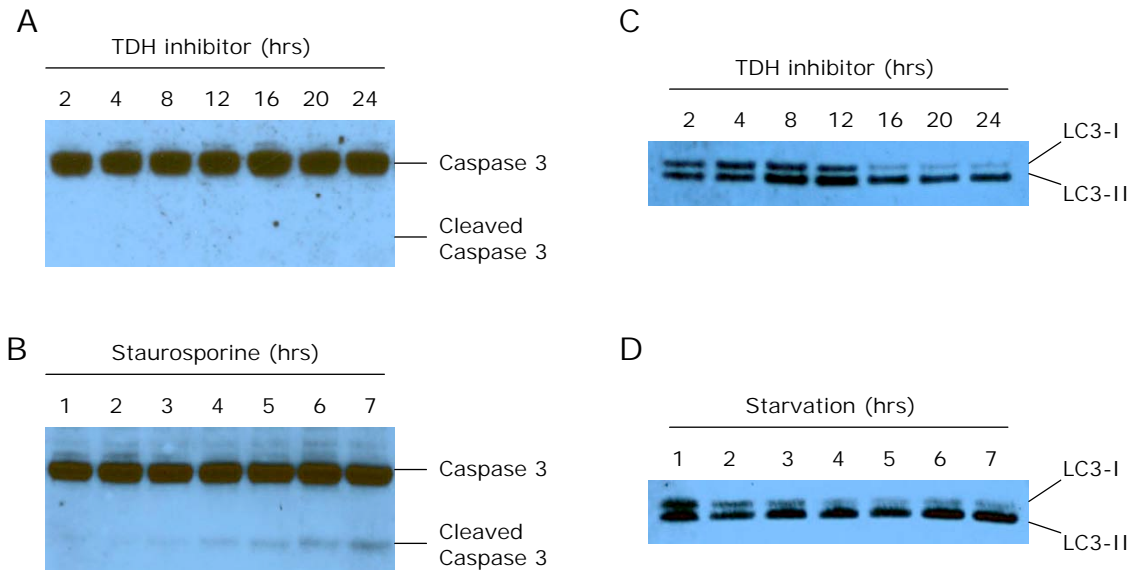 A
TDH inhibitor (hrs)
2 4 8 12 16 20 24
Caspase 3
Cleaved
Caspase 3
B
Staurosporine (hrs)
1 2 3 4 5 6 7
Caspase 3
Cleaved
Caspase 3
C
TDH inhibitor (hrs)
2 4 8 12 16 20 24
LC3-I
LC3-II
D
Starvation (hrs)
1 2 3 4 5 6 7
LC3-I
LC3-II